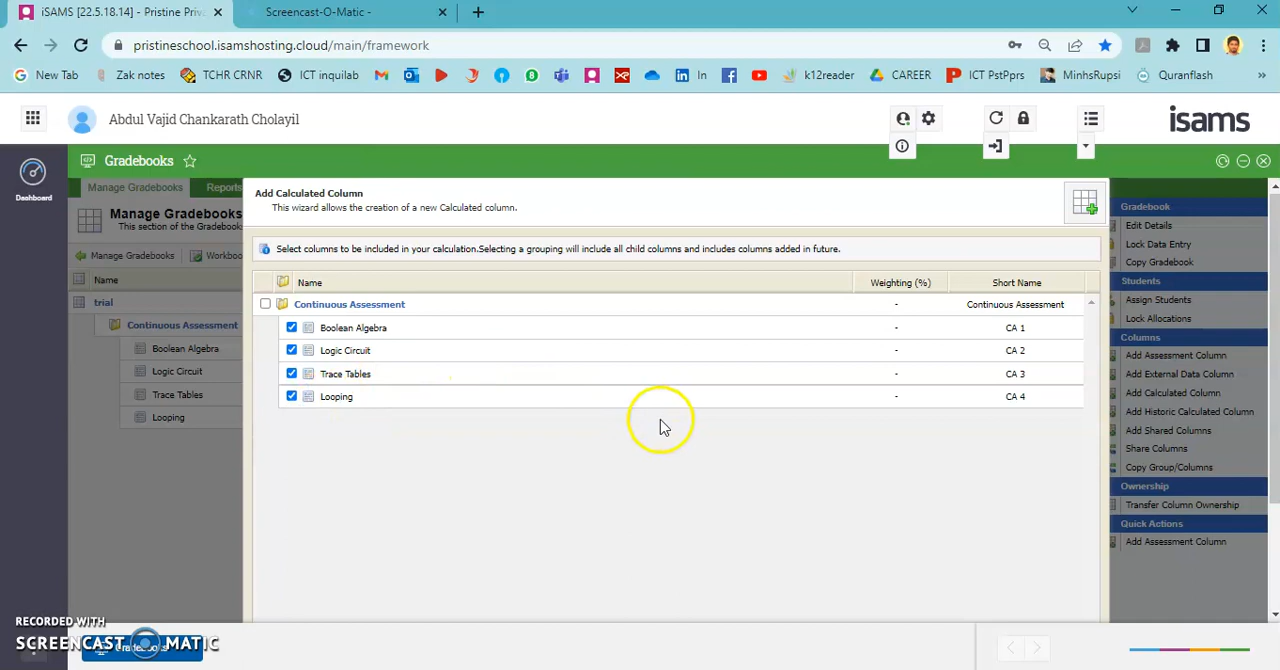 iSAMS [22.5.18.14] - Pristine Priv
Screencast-O-Matic -
pristineschool.isamshosting.cloud/main/framework
New Tab Zak notes TCHR CRNR ICT inquilab In k12reader CAREER ICT PstPprs MinhsRupsi Quranflash »
Abdul Vajid Chankarath Cholayil
isams
Dashboard
Gradebooks
Manage Gradebooks Reports
Manage Gradebooks
This section of the Gradebook
Manage Gradebooks Workboo
Name
trial
Continuous Assessment
Boolean Algebra
Logic Circuit
Trace Tables
Looping
Add Calculated Column
This wizard allows the creation of a new Calculated column.
Select columns to be included in your calculation.Selecting a grouping will include all child columns and includes columns added in future.
Name Weighting (%) Short Name
Continuous Assessment - Continuous Assessment
Boolean Algebra - CA 1
Logic Circuit - CA 2
Trace Tables - CA 3
Looping - CA 4
Gradebook
Edit Details
Lock Data Entry
Copy Gradebook
Students
Assign Students
Lock Allocations
Columns
Add Assessment Column
Add External Data Column
Add Calculated Column
Add Historic Calculated Column
Add Shared Columns
Share Columns
Copy Group/Columns
Ownership
Transfer Column Ownership
Quick Actions
Add Assessment Column
RECORDED WITH
SCREENCAST MATIC